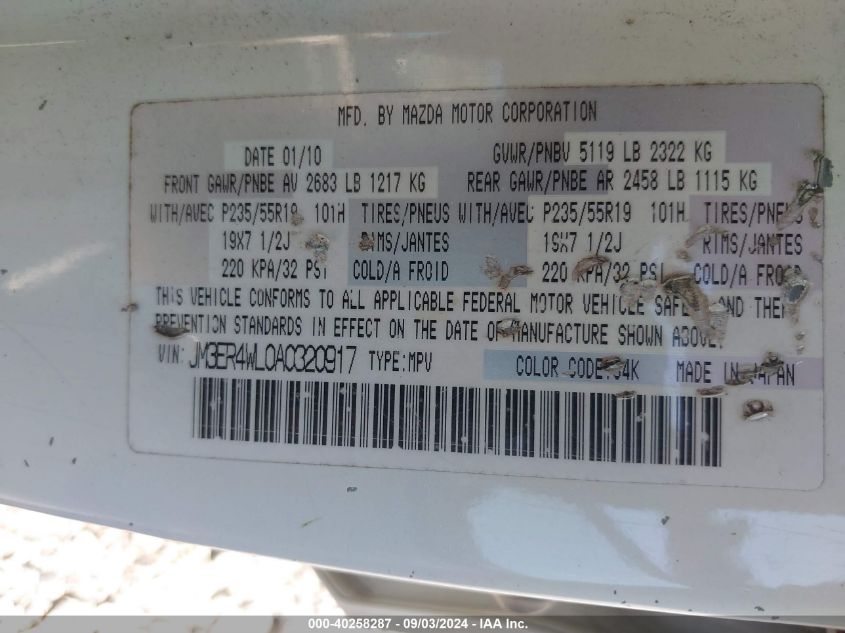 MFD. BY MAZDA MOTOR CORPORATION
DATE 01/10 GVWR/PNBV 5119 LB 2322 KG
FRONT GAWR/PNBE AV 2683 LB 1217 KG REAR GAWR/PNBE AR 2458 LB 1115 KG
WITH/AVEC P235/55R19 101H TIRES/PNEUS WITH/AVEC P235/55R19 101H TIRES/PNEUS
19X7 1/2J RIMS/JANTES 19X7 1/2J RIMS/JANTES
220 KPA/32 PSI COLD/A FROID 220 KPA/32 PSI COLD/A FROID
THIS VEHICLE CONFORMS TO ALL APPLICABLE FEDERAL MOTOR VEHICLE SAFETY AND THEFT
PREVENTION STANDARDS IN EFFECT ON THE DATE OF MANUFACTURE SHOWN ABOVE.
VIN: JM3ER4WL0A0320917 TYPE:MPV COLOR CODE: MADE IN JAPAN
000-40258287 - 09/03/2024 - IAA Inc.